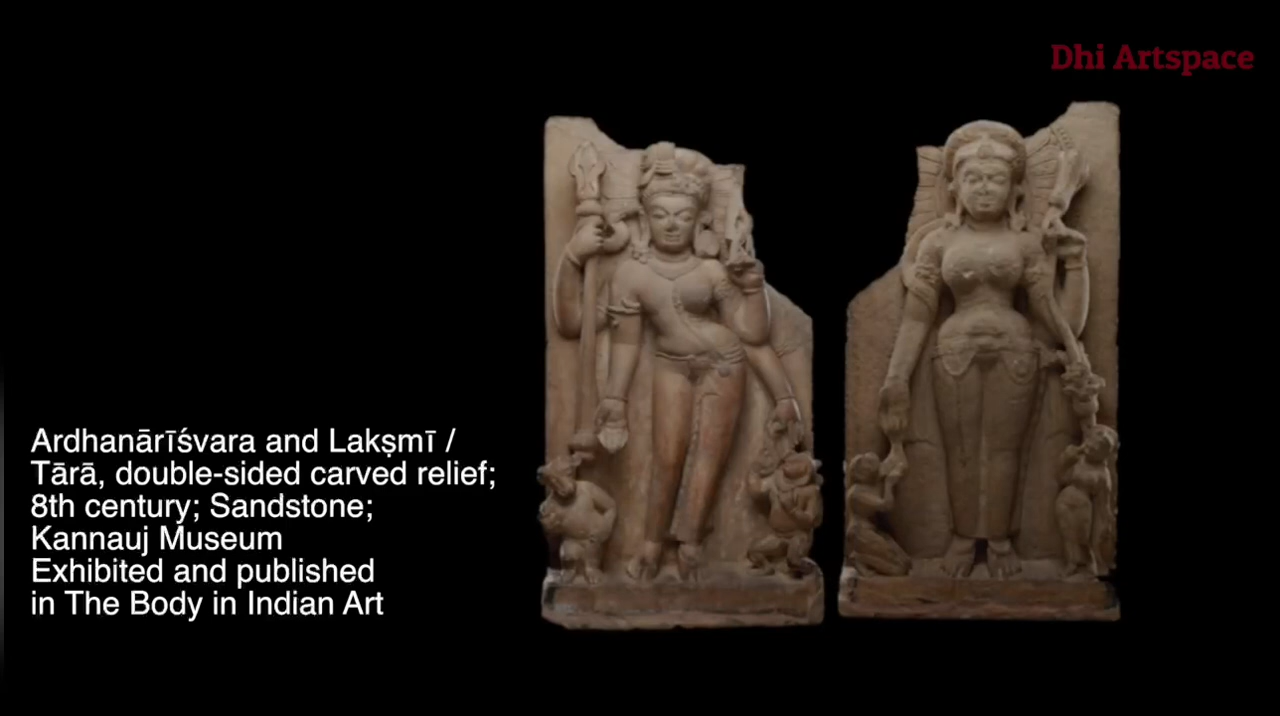 Dhi Artspace
Ardhanārīśvara and Lakṣmī /
Tārā, double-sided carved relief;
8th century; Sandstone;
Kannauj Museum
Exhibited and published
in The Body in Indian Art